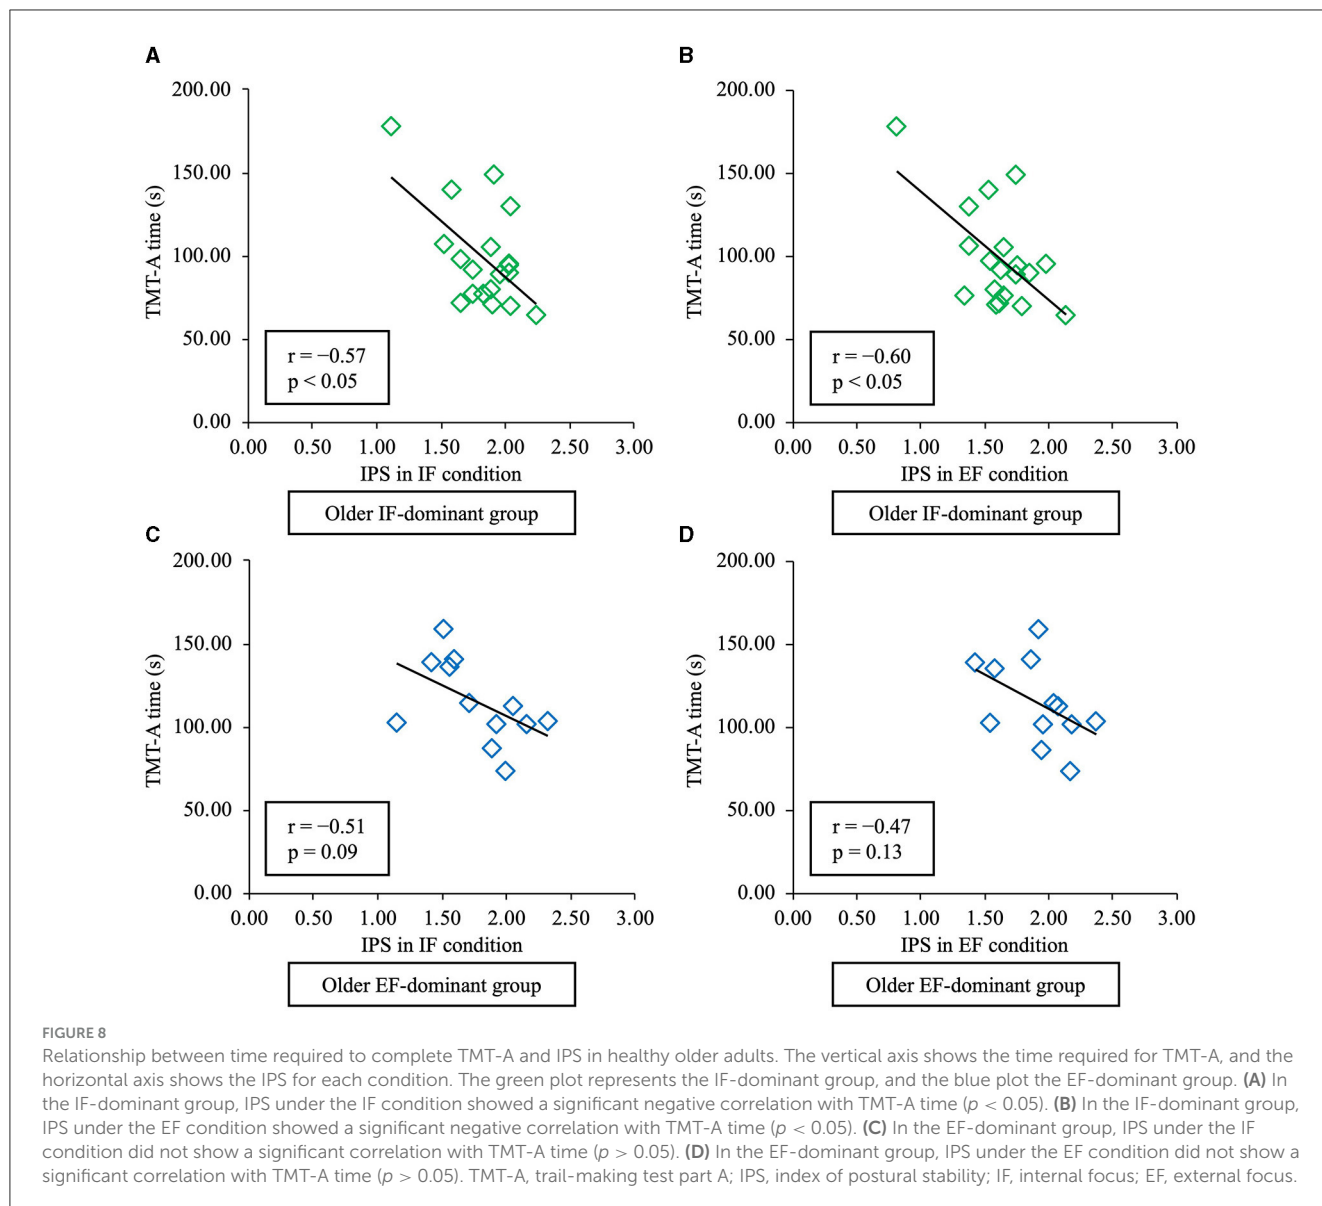 A
200.00
150.00
100.00
50.00
0.00
TMT-A time (s)
r = −0.57
p < 0.05
0.00 0.50 1.00 1.50 2.00 2.50 3.00
IPS in IF condition
Older IF-dominant group
B
200.00
150.00
100.00
50.00
0.00
TMT-A time (s)
r = −0.60
p < 0.05
0.00 0.50 1.00 1.50 2.00 2.50 3.00
IPS in EF condition
Older IF-dominant group
C
200.00
150.00
100.00
50.00
0.00
TMT-A time (s)
r = −0.51
p = 0.09
0.00 0.50 1.00 1.50 2.00 2.50 3.00
IPS in IF condition
Older EF-dominant group
D
200.00
150.00
100.00
50.00
0.00
TMT-A time (s)
r = −0.47
p = 0.13
0.00 0.50 1.00 1.50 2.00 2.50 3.00
IPS in EF condition
Older EF-dominant group
FIGURE 8
Relationship between time required to complete TMT-A and IPS in healthy older adults. The vertical axis shows the time required for TMT-A, and the
horizontal axis shows the IPS for each condition. The green plot represents the IF-dominant group, and the blue plot the EF-dominant group. (A) In
the IF-dominant group, IPS under the IF condition showed a significant negative correlation with TMT-A time (p < 0.05). (B) In the IF-dominant group,
IPS under the EF condition showed a significant negative correlation with TMT-A time (p < 0.05). (C) In the EF-dominant group, IPS under the IF
condition did not show a significant correlation with TMT-A time (p > 0.05). (D) In the EF-dominant group, IPS under the EF condition did not show a
significant correlation with TMT-A time (p > 0.05). TMT-A, trail-making test part A; IPS, index of postural stability; IF, internal focus; EF, external focus.